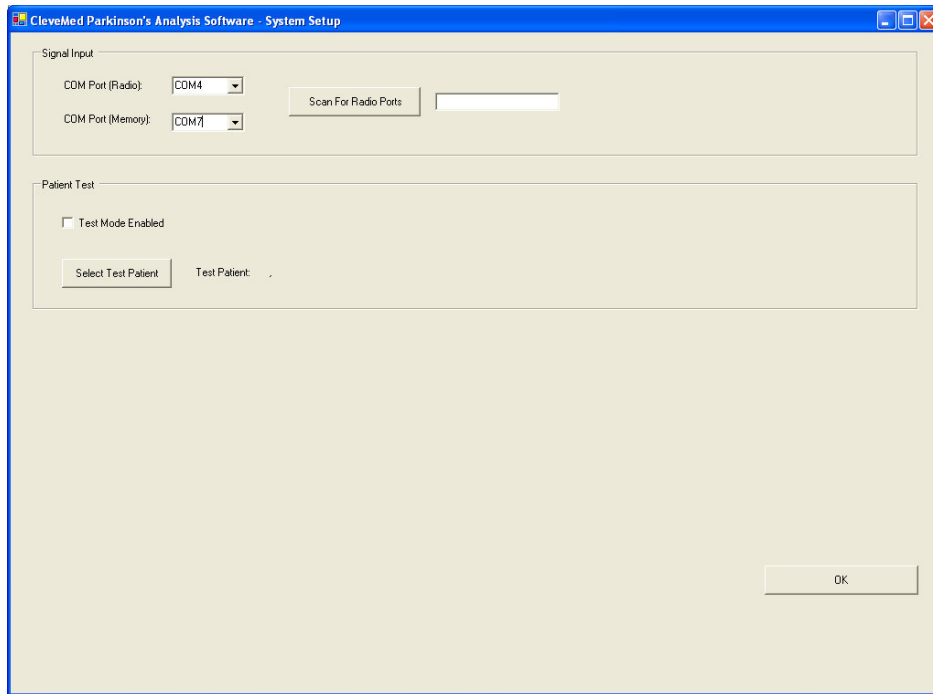 CleveMed Parkinson's Analysis Software - System Setup
Signal Input
COM Port (Radio): COM4
Scan For Radio Ports
COM Port (Memory): COM7
Patient Test
Test Mode Enabled
Select Test Patient Test Patient: ,
OK